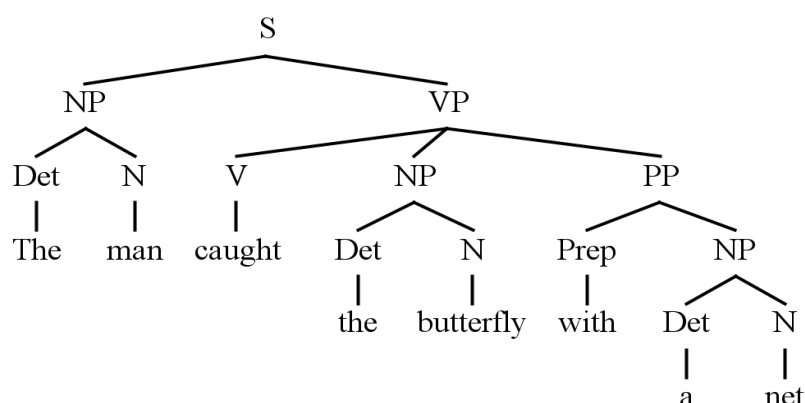 S
NP VP
Det N V NP PP
The man caught Det N Prep NP
the butterfly with Det N
a net